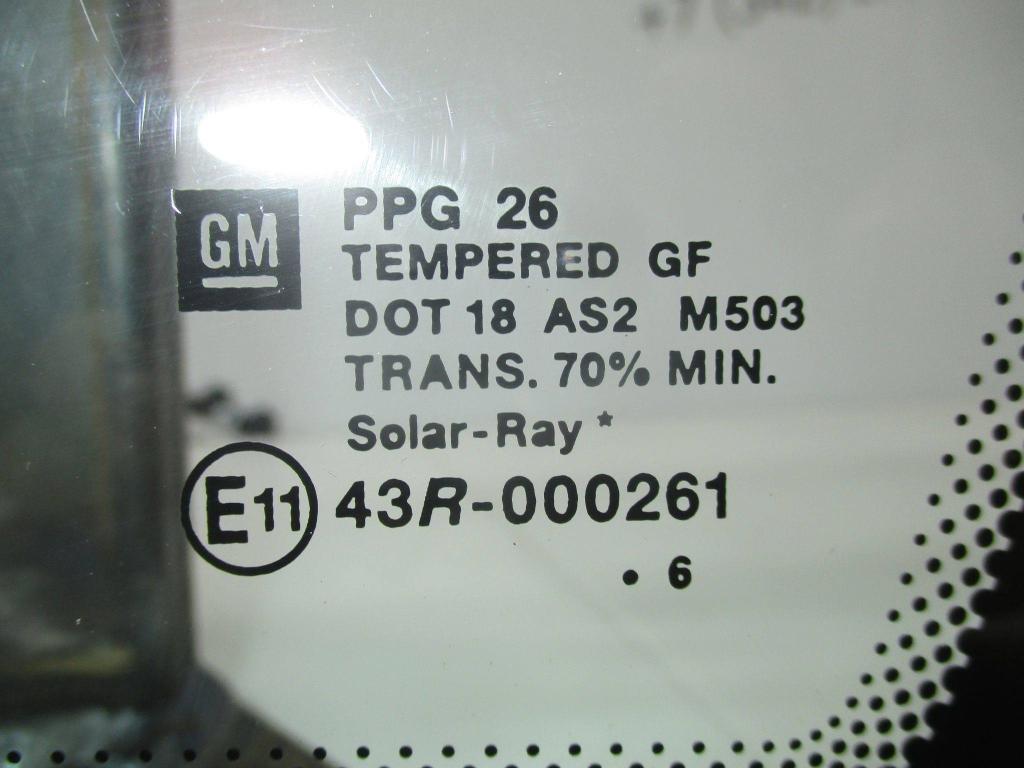 GM
PPG 26
TEMPERED GF
DOT 18 AS2 M503
TRANS. 70% MIN.
Solar-Ray*
E11 43R-000261
. 6